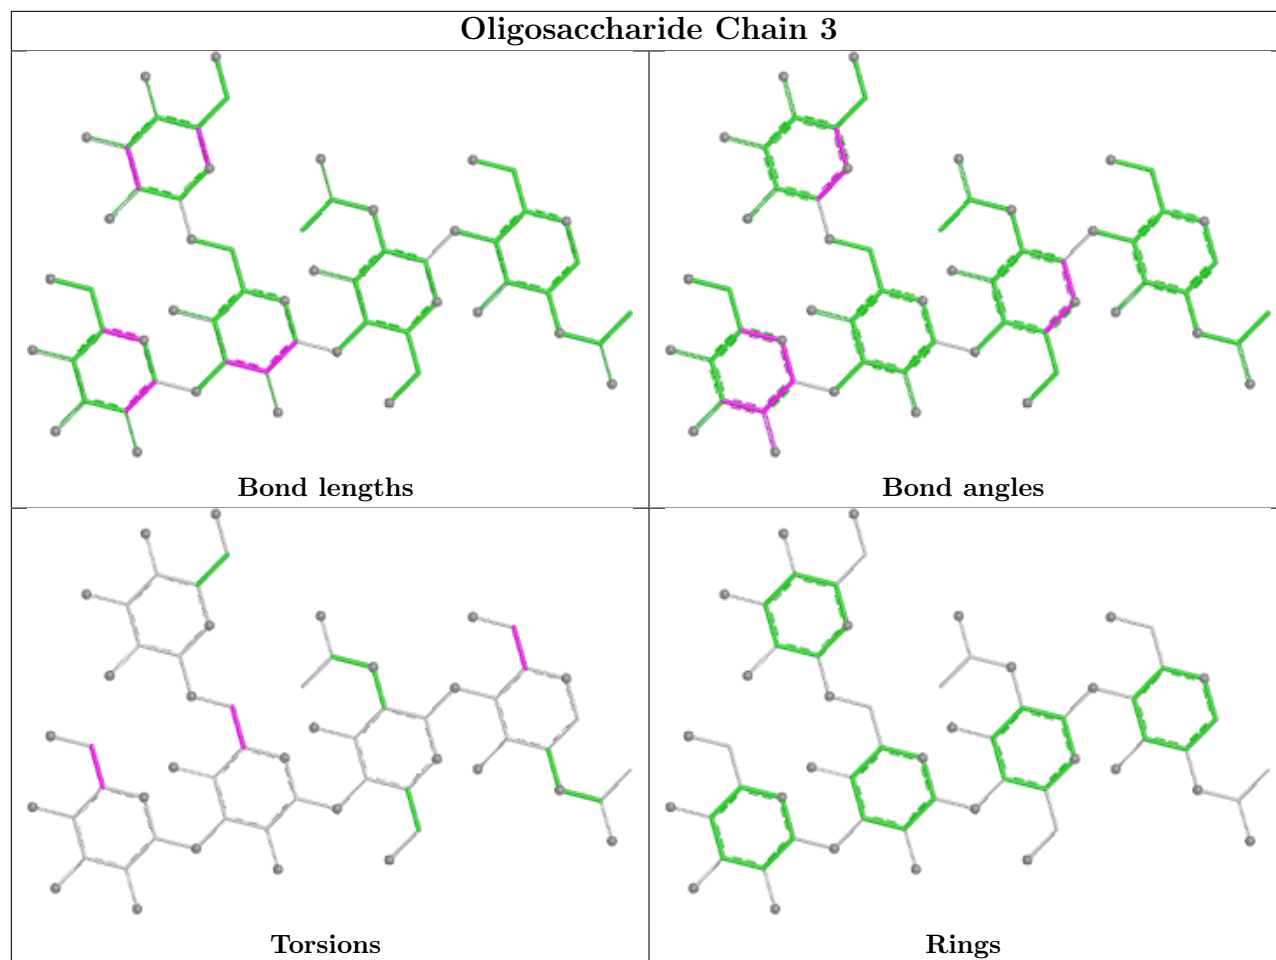 Oligosaccharide Chain 3
Bond lengths
Bond angles
Torsions
Rings